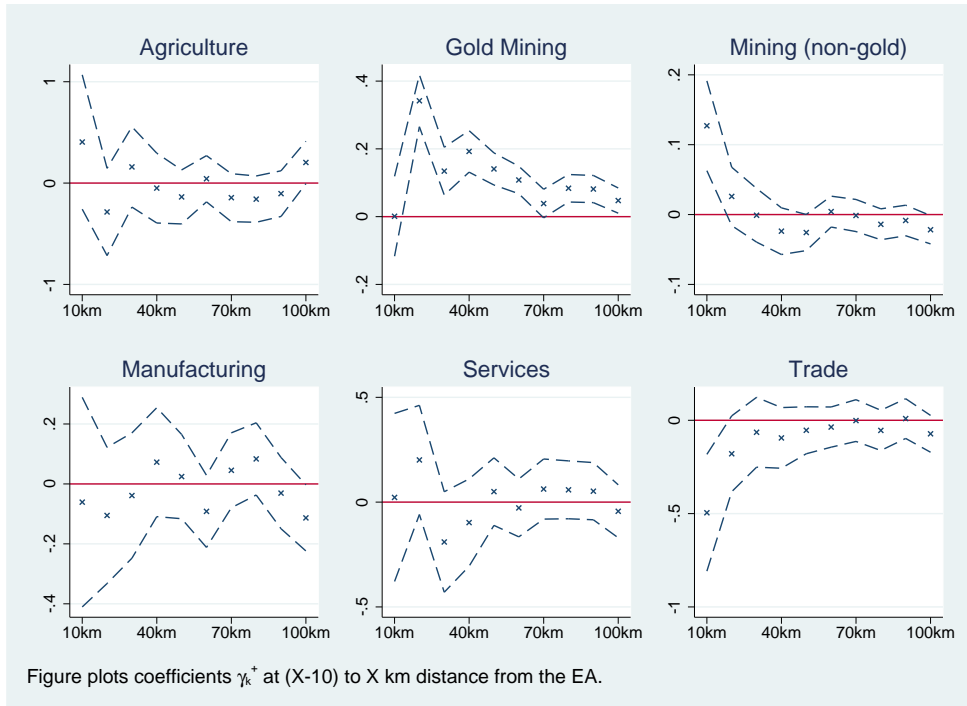 Agriculture
1
0
-1
10km 40km 70km 100km
Gold Mining
.4
.2
0
-.2
10km 40km 70km 100km
Mining (non-gold)
.2
.1
0
-.1
10km 40km 70km 100km
Manufacturing
.2
0
-.2
-.4
10km 40km 70km 100km
Services
.5
0
-.5
10km 40km 70km 100km
Trade
0
-.5
-1
10km 40km 70km 100km
Figure plots coefficients γₖ⁺ at (X-10) to X km distance from the EA.